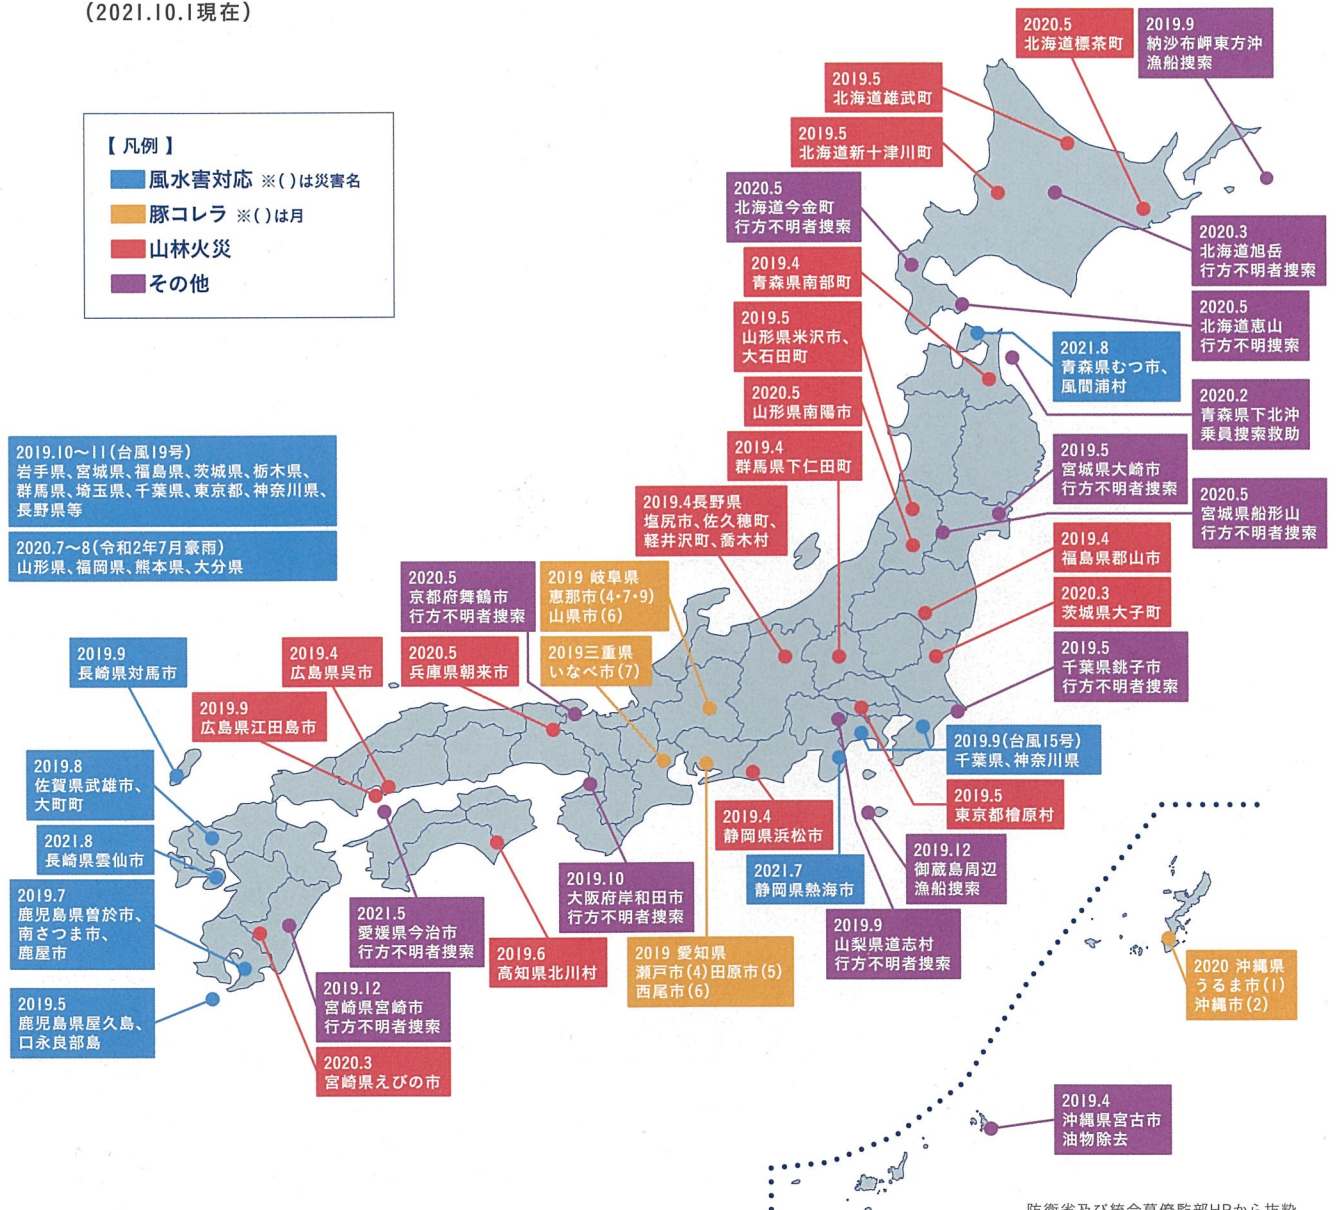 (2021.10.1現在)
【 凡例 】
風水害対応 ※( )は災害名
豚コレラ ※( )は月
山林火災
その他
2020.5
北海道標茶町
2019.9
納沙布岬東方沖
漁船捜索
2019.5
北海道雄武町
2019.5
北海道新十津川町
2020.5
北海道今金町
行方不明者捜索
2020.3
北海道旭岳
行方不明者捜索
2019.4
青森県南部町
2020.5
北海道恵山
行方不明捜索
2019.5
山形県米沢市、
大石田町
2021.8
青森県むつ市、
風間浦村
2020.5
山形県南陽市
2020.2
青森県下北沖
乗員捜索救助
2019.4
群馬県下仁田町
2019.5
宮城県大崎市
行方不明者捜索
2019.10～11(台風19号)
岩手県、宮城県、福島県、茨城県、栃木県、
群馬県、埼玉県、千葉県、東京都、神奈川県、
長野県等
2020.7～8(令和2年7月豪雨)
山形県、福岡県、熊本県、大分県
2019.4長野県
塩尻市、佐久穂町、
軽井沢町、喬木村
2020.5
宮城県船形山
行方不明者捜索
2019.4
福島県郡山市
2020.5
京都府舞鶴市
行方不明者捜索
2019 岐阜県
恵那市(4・7・9)
山県市(6)
2020.3
茨城県大子町
2019.9
長崎県対馬市
2019.4
広島県呉市
2020.5
兵庫県朝来市
2019三重県
いなべ市(7)
2019.5
千葉県銚子市
行方不明者捜索
2019.9
広島県江田島市
2019.9(台風15号)
千葉県、神奈川県
2019.8
佐賀県武雄市、
大町町
2019.5
東京都檜原村
2019.4
静岡県浜松市
2021.8
長崎県雲仙市
2019.12
御蔵島周辺
漁船捜索
2021.7
静岡県熱海市
2019.10
大阪府岸和田市
行方不明者捜索
2019.7
鹿児島県曽於市、
南さつま市、
鹿屋市
2021.5
愛媛県今治市
行方不明者捜索
2019.9
山梨県道志村
行方不明者捜索
2019.6
高知県北川村
2019 愛知県
瀬戸市(4)田原市(5)
西尾市(6)
2020 沖縄県
うるま市(1)
沖縄市(2)
2019.12
宮崎県宮崎市
行方不明者捜索
2019.5
鹿児島県屋久島、
口永良部島
2020.3
宮崎県えびの市
2019.4
沖縄県宮古市
油物除去
防衛省及び統合幕僚監部HPから抜粋